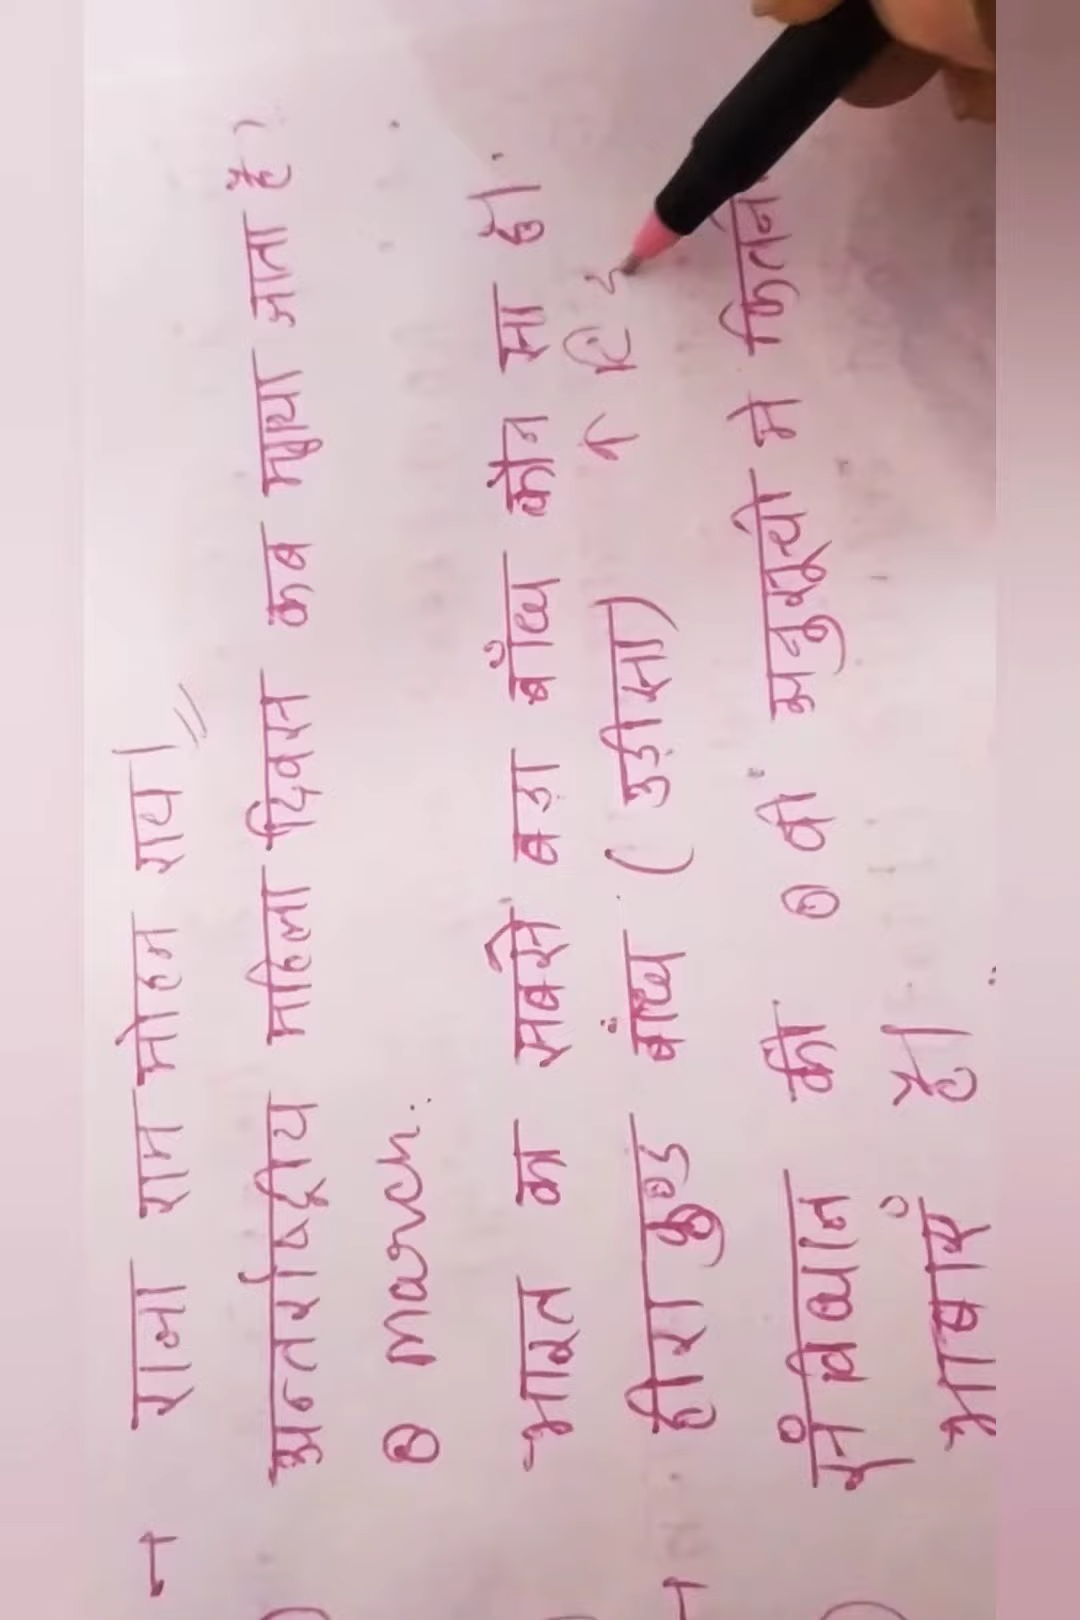 राजा राम मोहन राय।
अन्तर्राष्ट्रीय महिला दिवस कब मनाया जाता है?
8 march.
भारत का सबसे बड़ा बाँध कौन सा है।
हीरा कुण्ड बांध (उड़ीसा)
संविधान की 8 वी अनुसूची मे कितने
भाषाएं है।